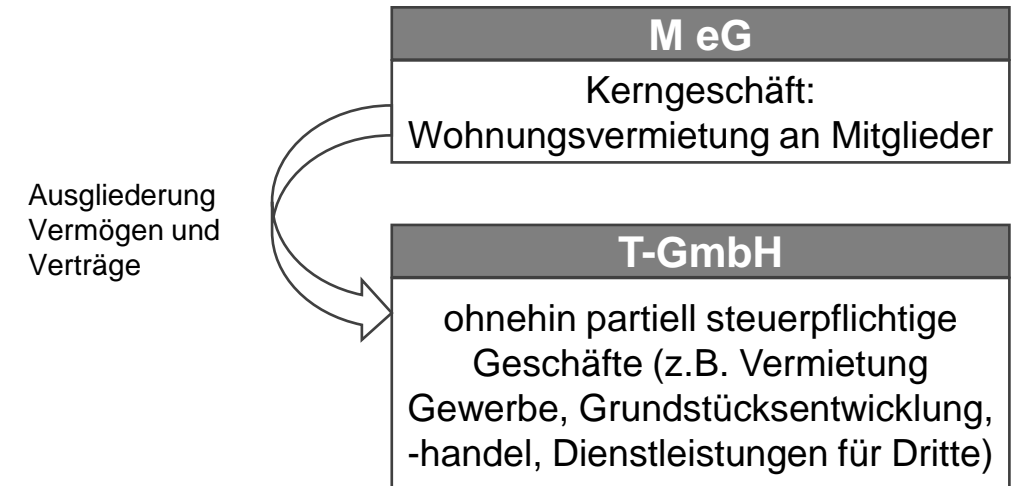 M eG
Kerngeschäft:
Wohnungsvermietung an Mitglieder
Ausgliederung
Vermögen und
Verträge
T-GmbH
ohnehin partiell steuerpflichtige
Geschäfte (z.B. Vermietung
Gewerbe, Grundstücksentwicklung,
-handel, Dienstleistungen für Dritte)